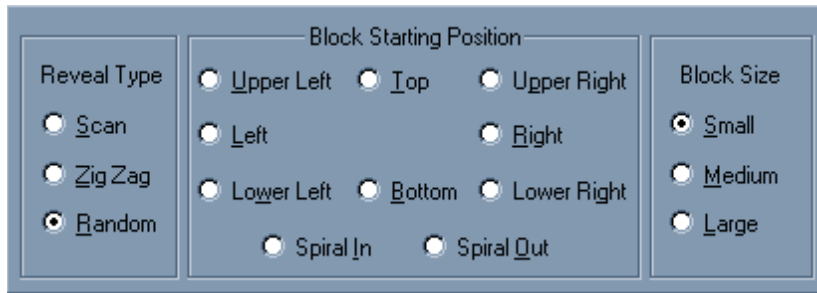 Block Starting Position
Reveal Type
Scan
Zig Zag
Random
Upper Left Top Upper Right
Left Right
Lower Left Bottom Lower Right
Spiral In Spiral Out
Block Size
Small
Medium
Large